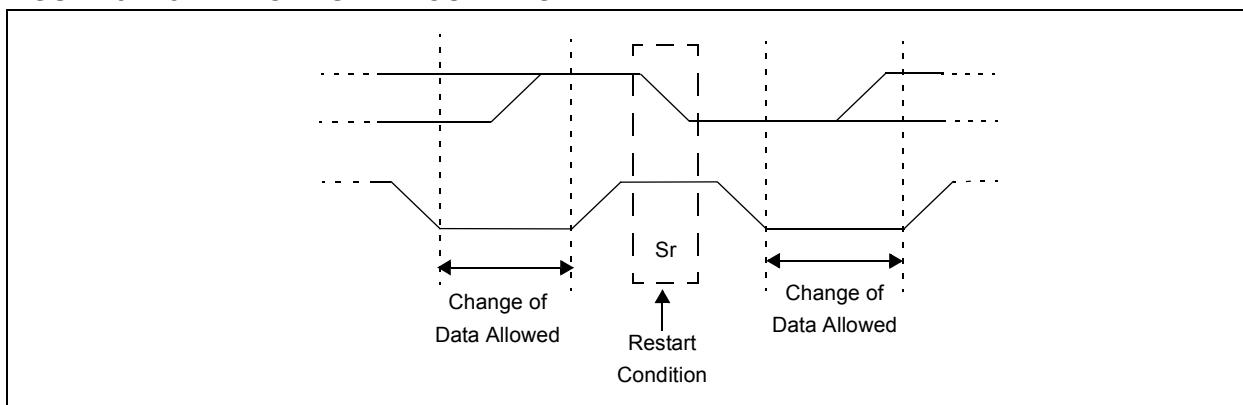 Sr
Change of
Data Allowed
Restart
Condition
Change of
Data Allowed